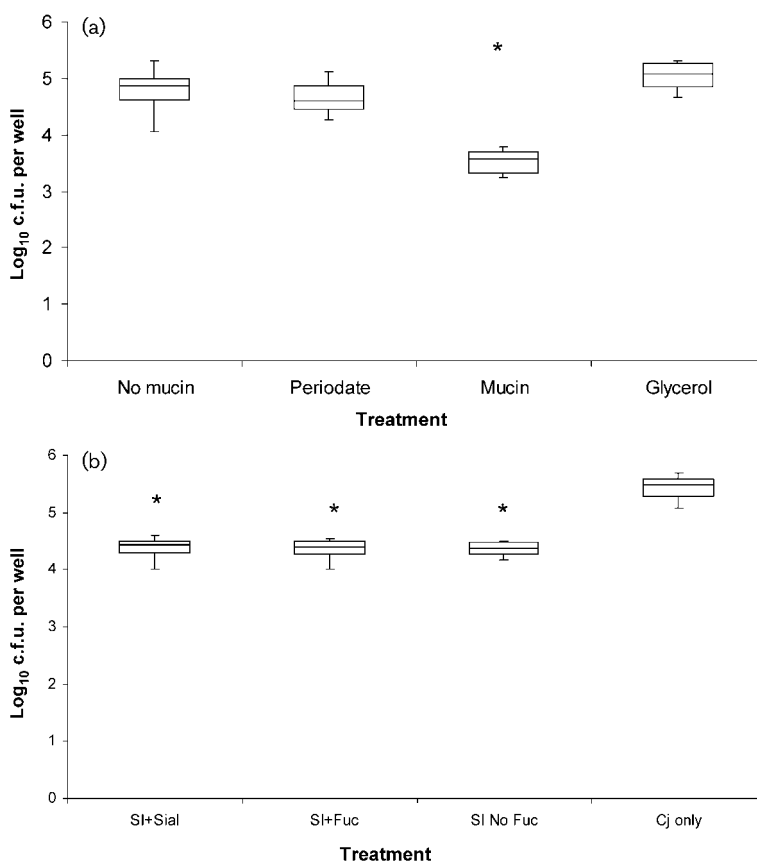 (a)
6
5
4
3
2
1
0
Log10 c.f.u. per well
*
No mucin Periodate Mucin Glycerol
Treatment
(b)
6
5
4
3
2
1
0
Log10 c.f.u. per well
* * *
SI+Sial SI+Fuc SI No Fuc Cj only
Treatment